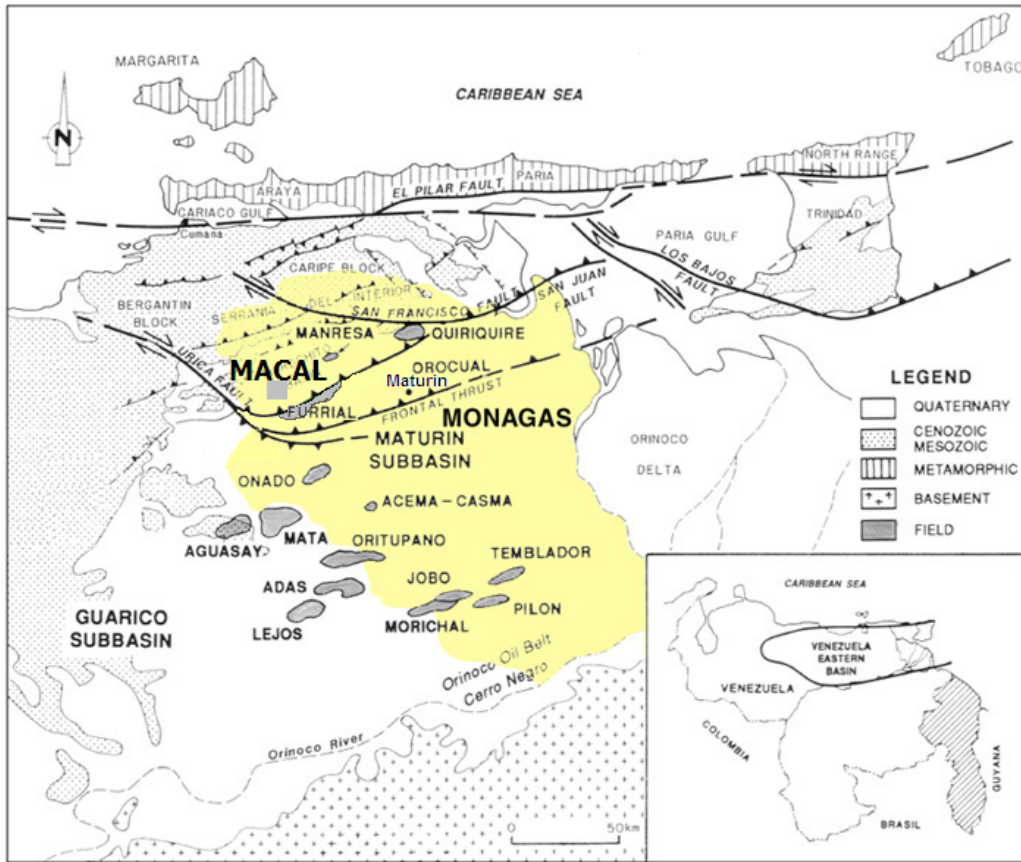 MARGARITA
TOBAGO
CARIBBEAN SEA
N
NORTH RANGE
PARIA
ARAYA
EL PILAR FAULT
CARIACO GULF
TRINIDAD
Cumana
PARIA GULF
CARIPE BLOCK
LOS BAJOS
FAULT
SAN JUAN
FAULT
BERGANTIN
BLOCK
SERRANIA DEL INTERIOR
SAN FRANCISCO FAULT
MANRESA
QUIRIQUIRE
URICA FAULT
MACAL
OROCUAL
Maturin
FURRIAL
FRONTAL THRUST
MONAGAS
MATURIN
SUBBASIN
ORINOCO
DELTA
ONADO
ACEMA-CASMA
AGUASAY
MATA
ORITUPANO
TEMBLADOR
ADAS
JOBO
PILON
LEJOS
MORICHAL
GUARICO
SUBBASIN
Orinoco Oil Belt
Cerro Negro
Orinoco River
0 50km
LEGEND
QUATERNARY
CENOZOIC
MESOZOIC
METAMORPHIC
BASEMENT
FIELD
CARIBBEAN SEA
VENEZUELA
EASTERN
BASIN
VENEZUELA
COLOMBIA
GUYANA
BRASIL